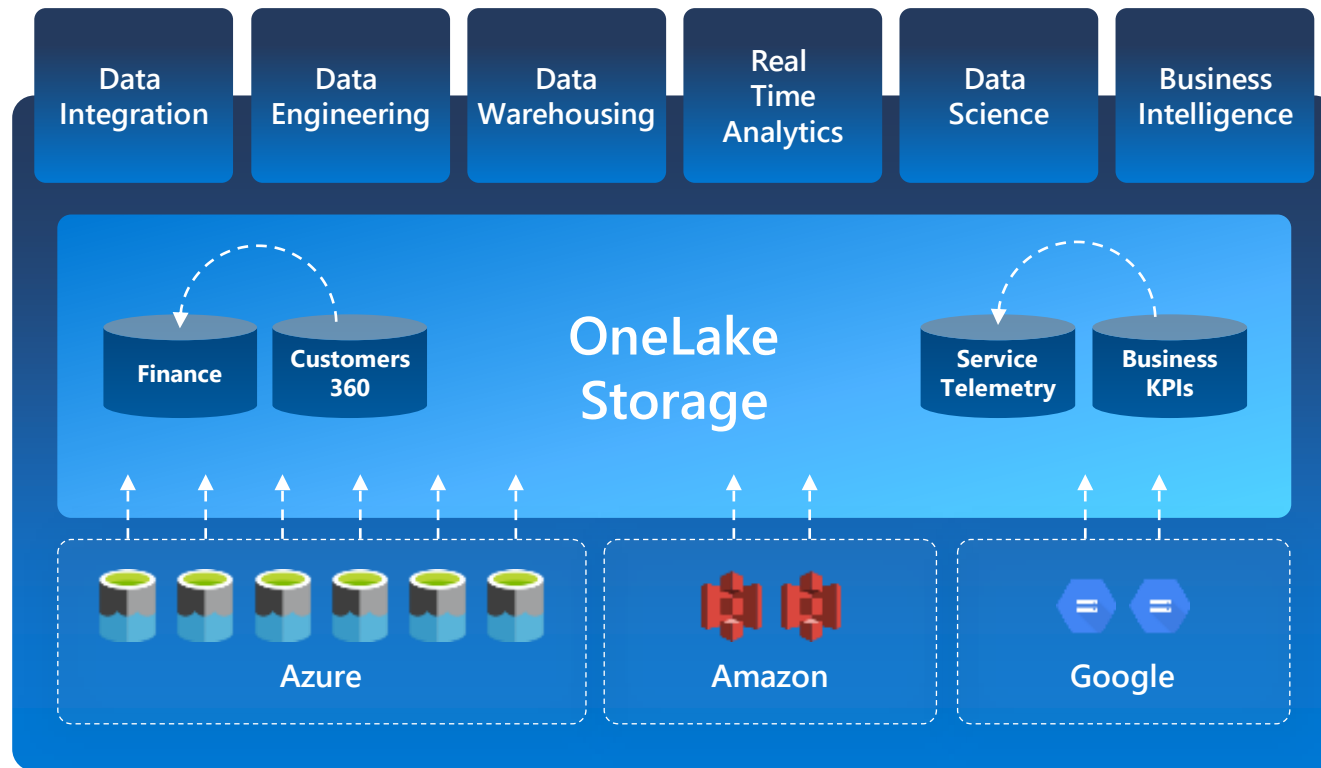 Data
Integration
Data
Engineering
Data
Warehousing
Real
Time
Analytics
Data
Science
Business
Intelligence
Finance
Customers
360
OneLake
Storage
Service
Telemetry
Business
KPIs
Azure
Amazon
Google